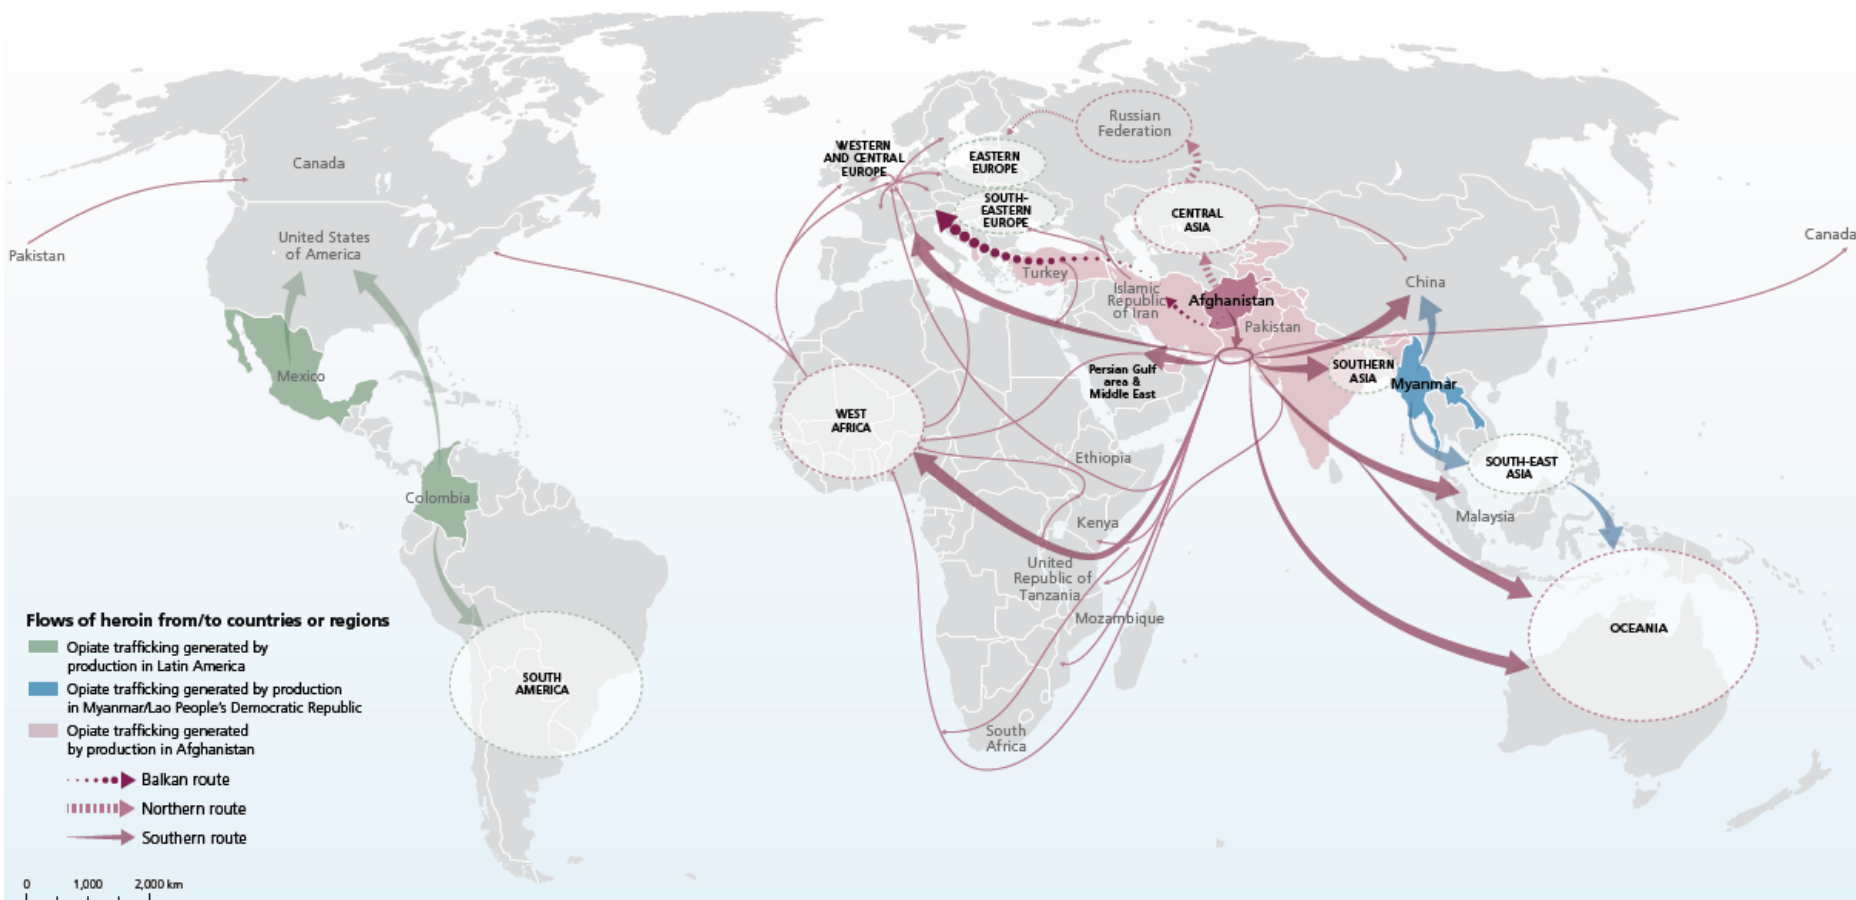 Russian
Federation
WESTERN
AND CENTRAL
EUROPE
EASTERN
EUROPE
Canada
SOUTH-
EASTERN
EUROPE
CENTRAL
ASIA
Pakistan
United States
of America
Canada
Turkey
Islamic
Republic
of Iran
Afghanistan
China
Pakistan
Mexico
Persian Gulf
area &
Middle East
SOUTHERN
ASIA
Myanmar
WEST
AFRICA
Ethiopia
SOUTH-EAST
ASIA
Colombia
Kenya
Malaysia
United
Republic of
Tanzania
Mozambique
OCEANIA
SOUTH
AMERICA
South
Africa
Flows of heroin from/to countries or regions
Opiate trafficking generated by
production in Latin America
Opiate trafficking generated by production
in Myanmar/Lao People's Democratic Republic
Opiate trafficking generated
by production in Afghanistan
Balkan route
Northern route
Southern route
0 1,000 2,000 km